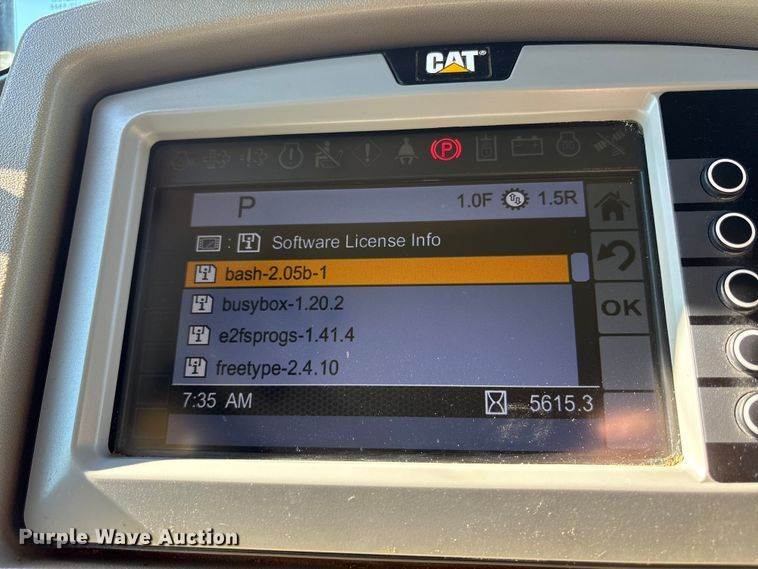 CAT®
P
P 1.0F 1.5R
: Software License Info
bash-2.05b-1
busybox-1.20.2
e2fsprogs-1.41.4
OK
freetype-2.4.10
7:35 AM 5615.3
Purple Wave Auction